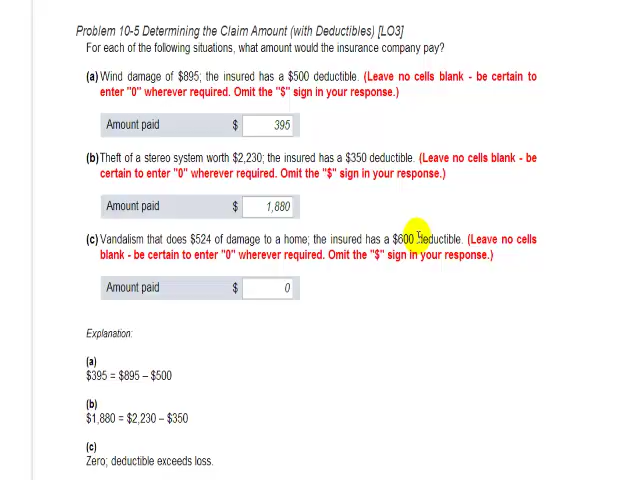 Problem 10-5 Determining the Claim Amount (with Deductibles) [LO3]
For each of the following situations, what amount would the insurance company pay?
(a) Wind damage of $895; the insured has a $500 deductible. (Leave no cells blank - be certain to
enter "0" wherever required. Omit the "$" sign in your response.)
Amount paid $ 395
(b) Theft of a stereo system worth $2,230; the insured has a $350 deductible. (Leave no cells blank - be
certain to enter "0" wherever required. Omit the "$" sign in your response.)
Amount paid $ 1,880
(c) Vandalism that does $524 of damage to a home; the insured has a $600 deductible. (Leave no cells
blank - be certain to enter "0" wherever required. Omit the "$" sign in your response.)
Amount paid $ 0
Explanation:
(a)
$395 = $895 – $500
(b)
$1,880 = $2,230 – $350
(c)
Zero; deductible exceeds loss.